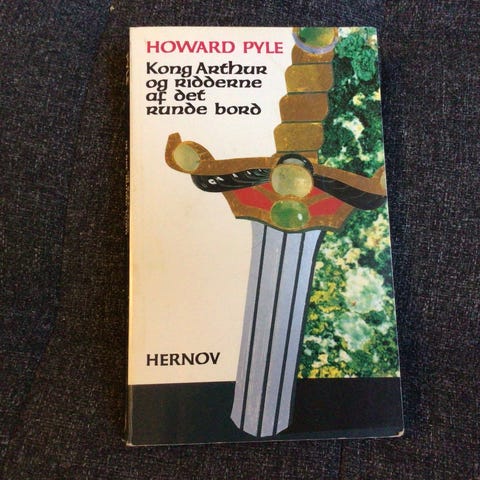 HOWARD PYLE
Kong Arthur
og ridderne
af det
runde bord
HERNOV